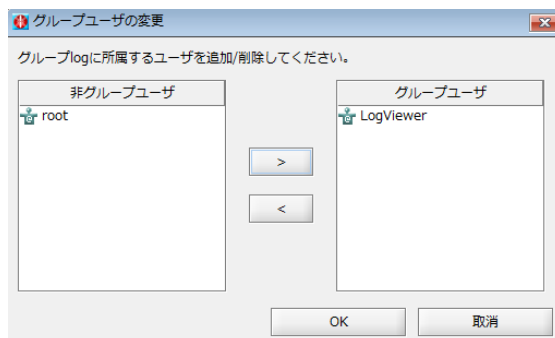 グループユーザの変更
グループlogに所属するユーザを追加/削除してください。
非グループユーザ
グループユーザ
root
LogViewer
>
<
OK
取消